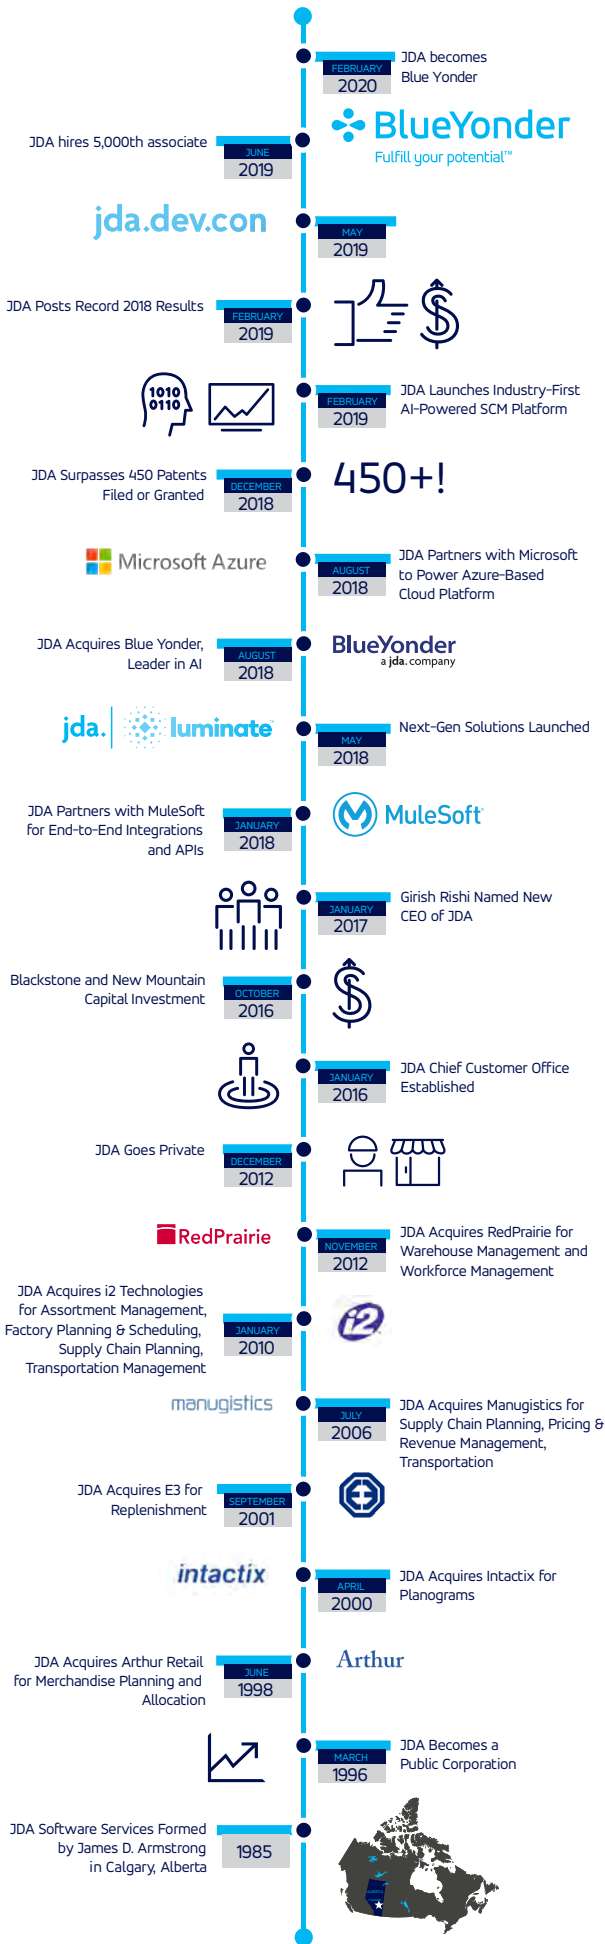 JDA becomes
Blue Yonder
FEBRUARY
2020
BlueYonder
Fulfill your potential™
JDA hires 5,000th associate
JUNE
2019
jda.dev.con
MAY
2019
JDA Posts Record 2018 Results
FEBRUARY
2019
1010
0110
FEBRUARY
2019
JDA Launches Industry-First
AI-Powered SCM Platform
JDA Surpasses 450 Patents
Filed or Granted
DECEMBER
2018
450+!
Microsoft Azure
AUGUST
2018
JDA Partners with Microsoft
to Power Azure-Based
Cloud Platform
JDA Acquires Blue Yonder,
Leader in AI
AUGUST
2018
BlueYonder
a jda. company
jda. luminate™
MAY
2018
Next-Gen Solutions Launched
JDA Partners with MuleSoft
for End-to-End Integrations
and APIs
JANUARY
2018
MuleSoft
JANUARY
2017
Girish Rishi Named New
CEO of JDA
Blackstone and New Mountain
Capital Investment
OCTOBER
2016
JANUARY
2016
JDA Chief Customer Office
Established
JDA Goes Private
DECEMBER
2012
RedPrairie
NOVEMBER
2012
JDA Acquires RedPrairie for
Warehouse Management and
Workforce Management
JDA Acquires i2 Technologies
for Assortment Management,
Factory Planning & Scheduling,
Supply Chain Planning,
Transportation Management
JANUARY
2010
i2
manugistics
JULY
2006
JDA Acquires Manugistics for
Supply Chain Planning, Pricing &
Revenue Management,
Transportation
JDA Acquires E3 for
Replenishment
SEPTEMBER
2001
E3
intactix
APRIL
2000
JDA Acquires Intactix for
Planograms
JDA Acquires Arthur Retail
for Merchandise Planning and
Allocation
JUNE
1998
Arthur
MARCH
1996
JDA Becomes a
Public Corporation
JDA Software Services Formed
by James D. Armstrong
in Calgary, Alberta
1985